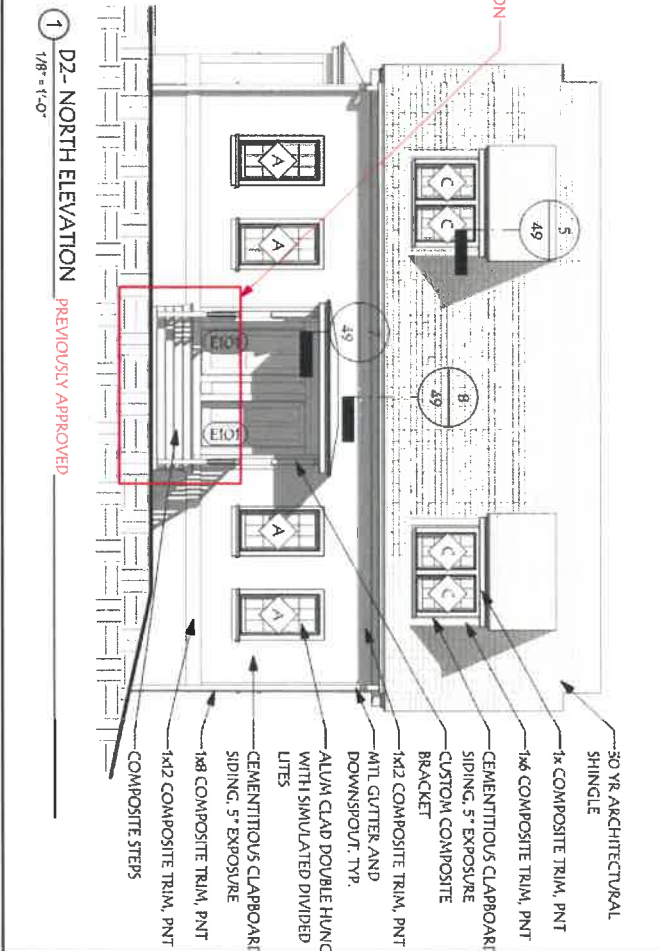 ON
30 YR ARCHITECTURAL
SHINGLE
1x COMPOSITE TRIM, PNT
1x6 COMPOSITE TRIM, PNT
CEMENTITIOUS CLAPBOARD
SIDING, 5" EXPOSURE
CUSTOM COMPOSITE
BRACKET
1x12 COMPOSITE TRIM, PNT
MTL GUTTER AND
DOWNSPOUT, TYP.
ALUM CLAD DOUBLE HUNG
WITH SIMULATED DIVIDED
LITES
CEMENTITIOUS CLAPBOARD
SIDING, 5" EXPOSURE
1x8 COMPOSITE TRIM, PNT
1x12 COMPOSITE TRIM, PNT
COMPOSITE STEPS
5
49
C C
C C
7
49
8
49
A A
A A
E101 E101
1 D2- NORTH ELEVATION PREVIOUSLY APPROVED
1/8" = 1'-0"